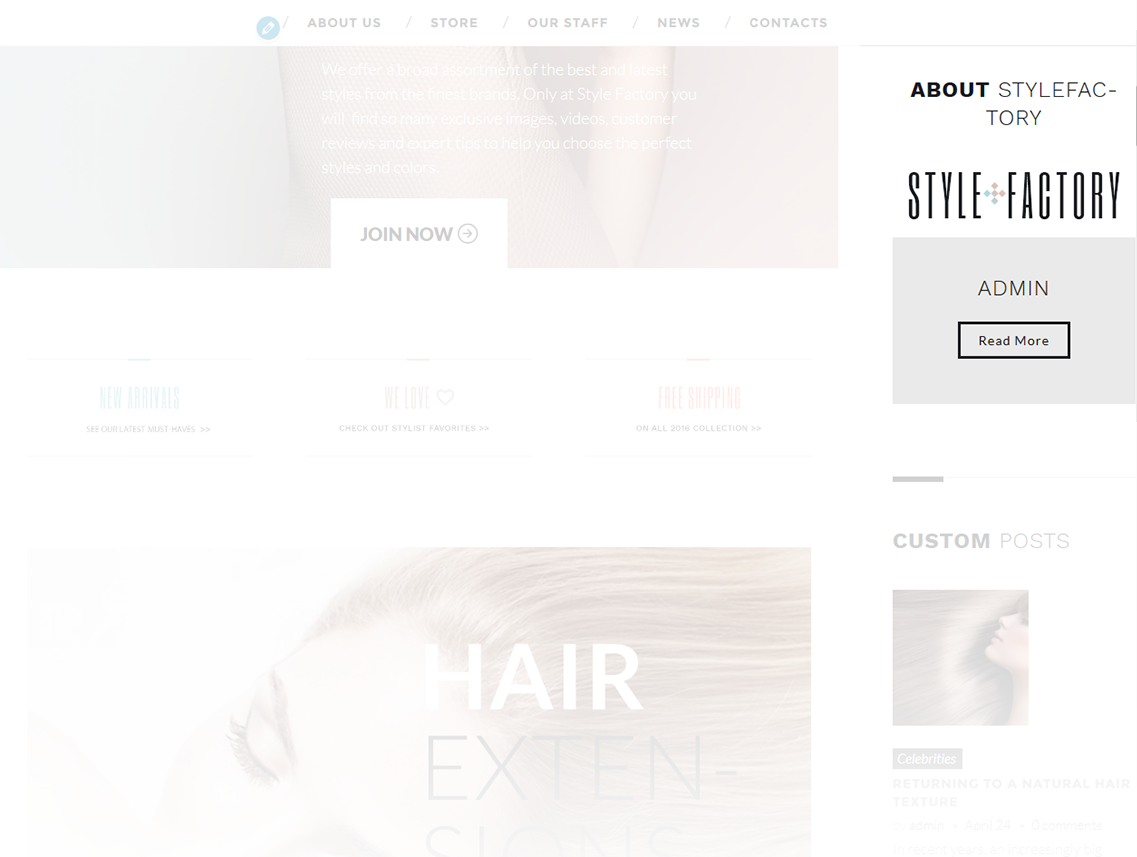 / ABOUT US / STORE / OUR STAFF / NEWS / CONTACTS
We offer a broad assortment of the best and latest
styles from the finest brands. Only at Style Factory you
will find so many exclusive images, videos, customer
reviews and expert tips to help you choose the perfect
styles and colors.
JOIN NOW
NEW ARRIVALS
SEE OUR LATEST MUST HAVES >>
WE LOVE
CHECK OUT STYLIST FAVORITES >>
FREE SHIPPING
ON ALL 2016 COLLECTION >>
HAIR
EXTEN-
SIONS
ABOUT STYLEFAC-
TORY
STYLE FACTORY
ADMIN
Read More
CUSTOM POSTS
Celebrities
RETURNING TO A NATURAL HAIR
TEXTURE
by admin • April 24 • 0 comments
In recent years, an increasingly big